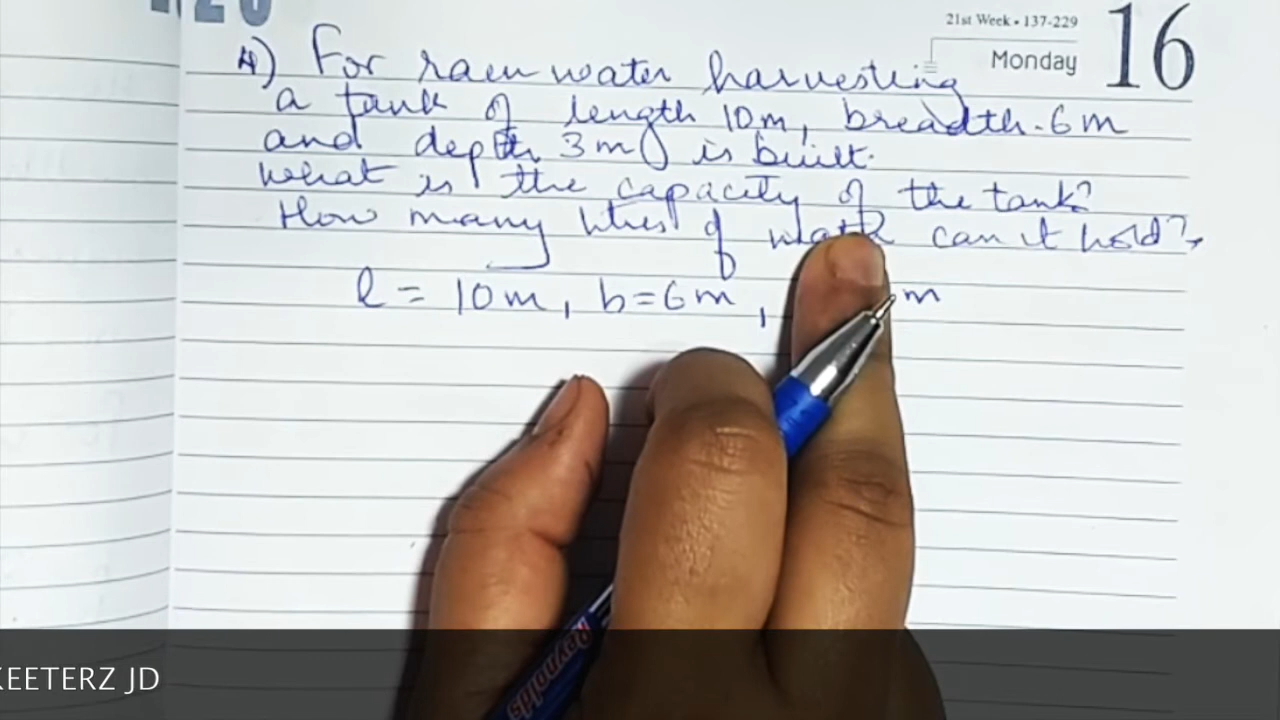 21st Week • 137-229
Monday
16
4) For rain water harvesting
a tank of length 10m, breadth-6m
and depth 3m is built.
What is the capacity of the tank?
How many litres of water can it hold?
l = 10m, b=6m, m
Reynolds
KEETERZ JD